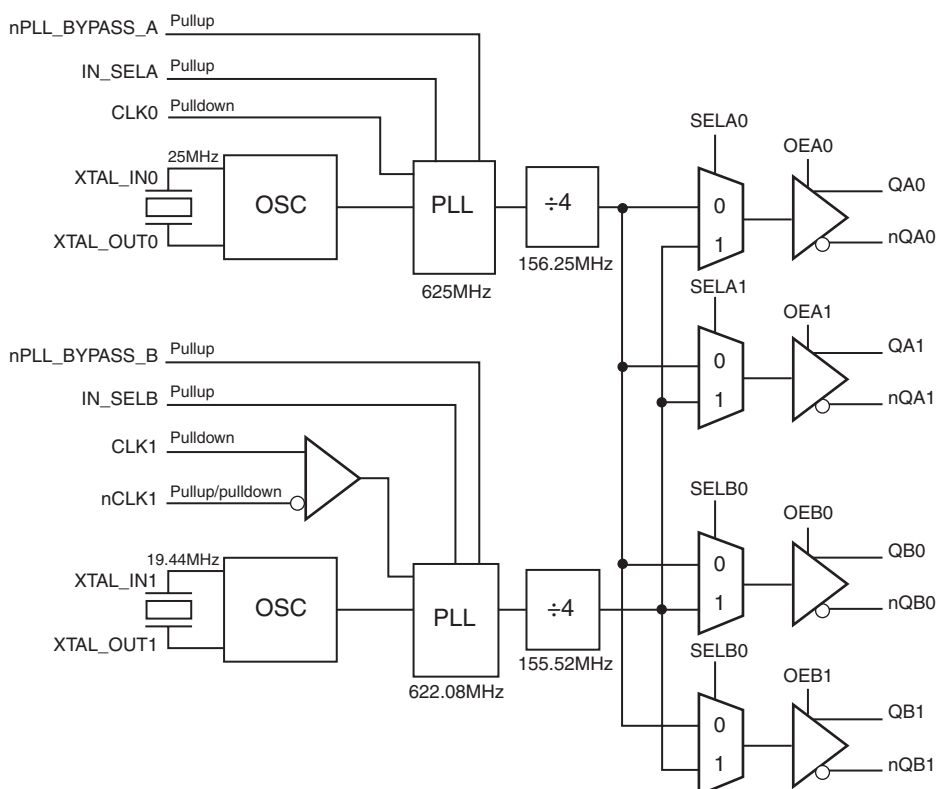 nPLL_BYPASS_A Pullup
IN_SELA Pullup
CLK0 Pulldown
25MHz
XTAL_IN0
XTAL_OUT0
OSC
PLL
625MHz
÷4
156.25MHz
SELA0
0
1
OEA0
QA0
nQA0
SELA1
0
1
OEA1
QA1
nQA1
nPLL_BYPASS_B Pullup
IN_SELB Pullup
CLK1 Pulldown
nCLK1 Pullup/pulldown
19.44MHz
XTAL_IN1
XTAL_OUT1
OSC
PLL
622.08MHz
÷4
155.52MHz
SELB0
0
1
OEB0
QB0
nQB0
SELB0
0
1
OEB1
QB1
nQB1